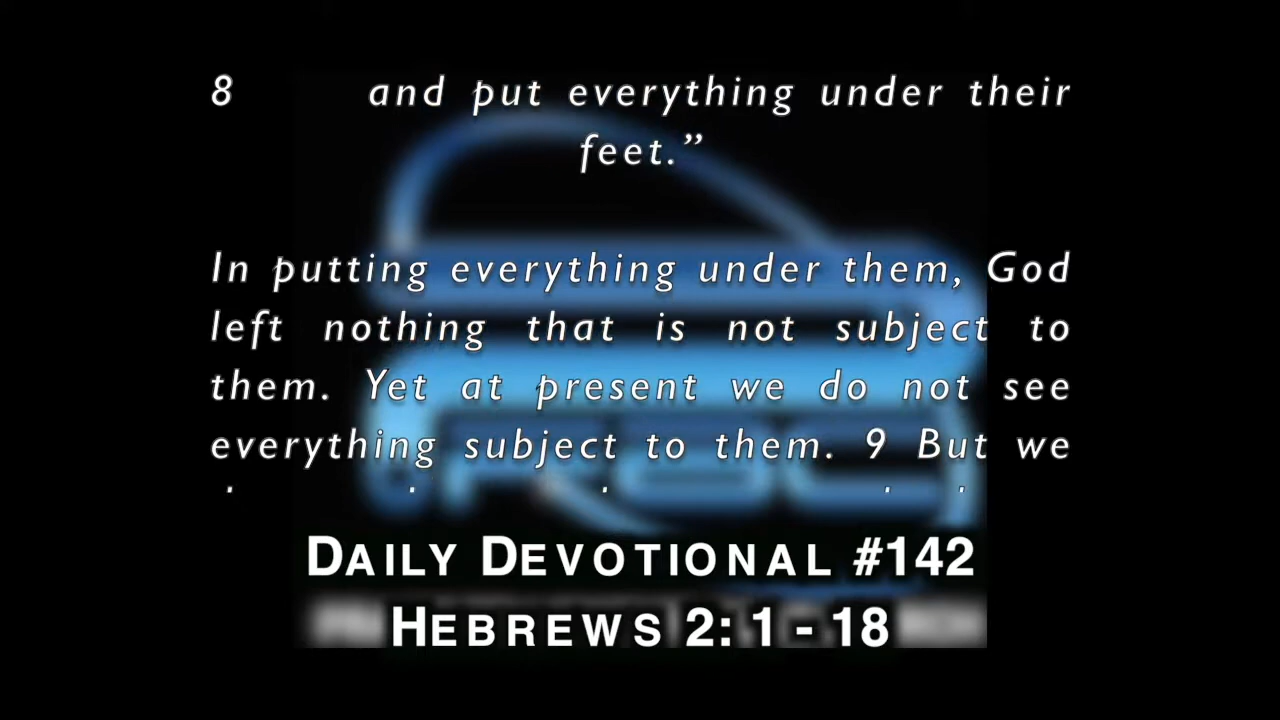 8 and put everything under their
feet.”
In putting everything under them, God
left nothing that is not subject to
them. Yet at present we do not see
everything subject to them. 9 But we
DAILY DEVOTIONAL #142
HEBREWS 2: 1 - 18